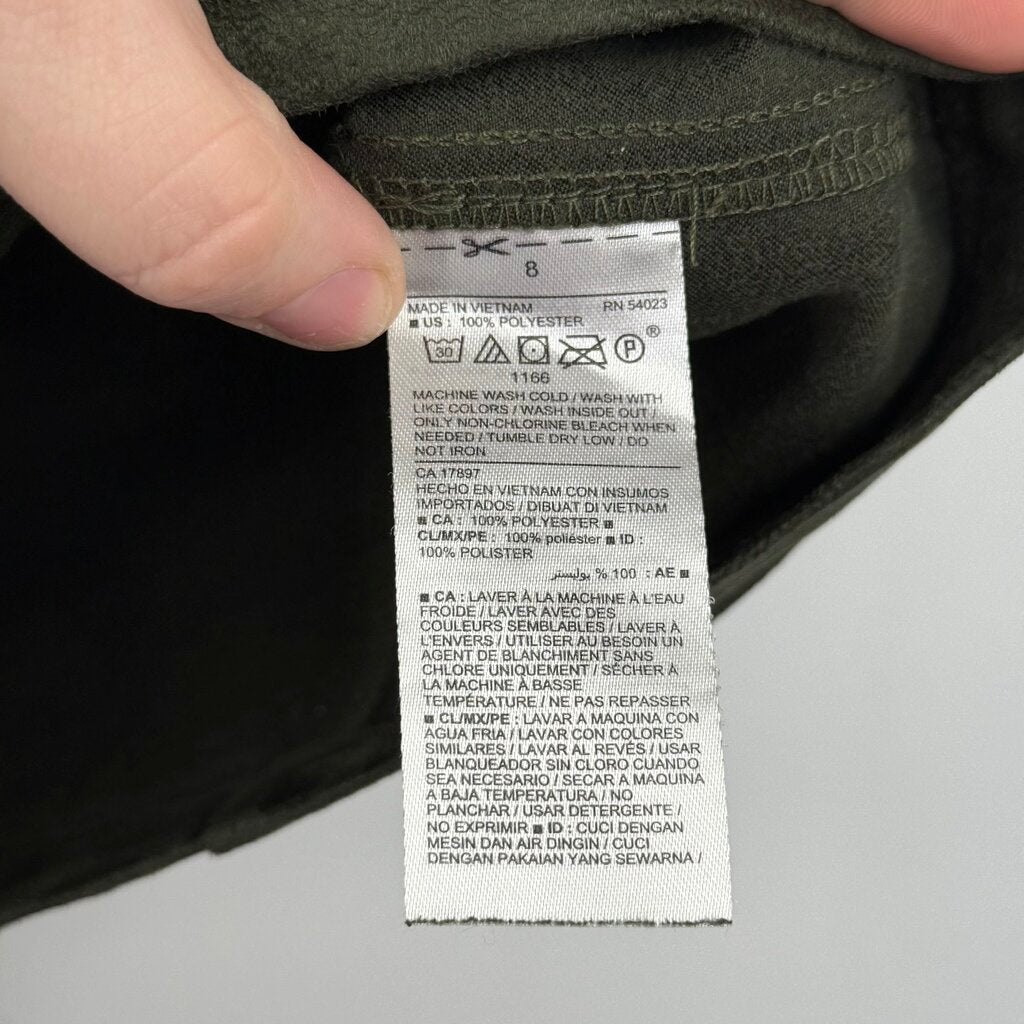 8
MADE IN VIETNAM RN 54023
■ US : 100% POLYESTER
30 P ®
1166
MACHINE WASH COLD / WASH WITH
LIKE COLORS / WASH INSIDE OUT /
ONLY NON-CHLORINE BLEACH WHEN
NEEDED / TUMBLE DRY LOW / DO
NOT IRON
CA 17897
HECHO EN VIETNAM CON INSUMOS
IMPORTADOS / DIBUAT DI VIETNAM
■ CA : 100% POLYESTER ■
CL/MX/PE : 100% poliéster ■ ID :
100% POLISTER
■ AE : 100 % بوليستر
■ CA : LAVER À LA MACHINE À L'EAU
FROIDE / LAVER AVEC DES
COULEURS SEMBLABLES / LAVER À
L'ENVERS / UTILISER AU BESOIN UN
AGENT DE BLANCHIMENT SANS
CHLORE UNIQUEMENT / SÉCHER À
LA MACHINE À BASSE
TEMPÉRATURE / NE PAS REPASSER
■ CL/MX/PE : LAVAR A MAQUINA CON
AGUA FRIA / LAVAR CON COLORES
SIMILARES / LAVAR AL REVÉS / USAR
BLANQUEADOR SIN CLORO CUANDO
SEA NECESARIO / SECAR A MAQUINA
A BAJA TEMPERATURA / NO
PLANCHAR / USAR DETERGENTE /
NO EXPRIMIR ■ ID : CUCI DENGAN
MESIN DAN AIR DINGIN / CUCI
DENGAN PAKAIAN YANG SEWARNA /